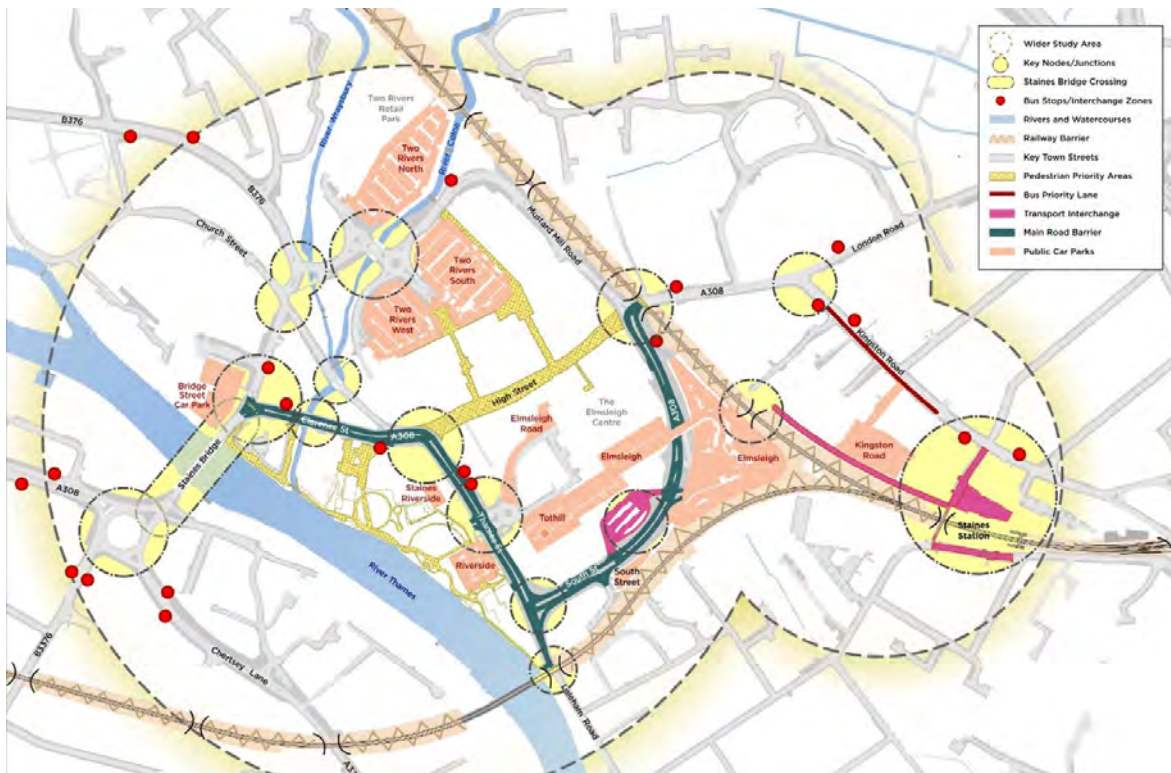 Wider Study Area
Key Nodes/Junctions
Staines Bridge Crossing
Bus Stops/Interchange Zones
Rivers and Watercourses
Railway Barrier
Key Town Streets
Pedestrian Priority Areas
Bus Priority Lane
Transport Interchange
Main Road Barrier
Public Car Parks
B376
Two
Rivers
Retail
Park
River Wraysbury
River Colne
Two
Rivers
North
B376
Church Street
Mustard Mill Road
London Road
Two
Rivers
South
A308
Two
Rivers
West
Kingston Road
Bridge
Street
Car Park
High Street
The
Elmsleigh
Centre
A308
Clarence St
A308
Elmsleigh
Road
Elmsleigh
Elmsleigh
Kingston
Road
Staines Bridge
A308
Staines
Riverside
Thames St
Tothill
Staines
Station
River Thames
Riverside
South St
South
Street
B3376
Chertsey Lane
Laleham Road